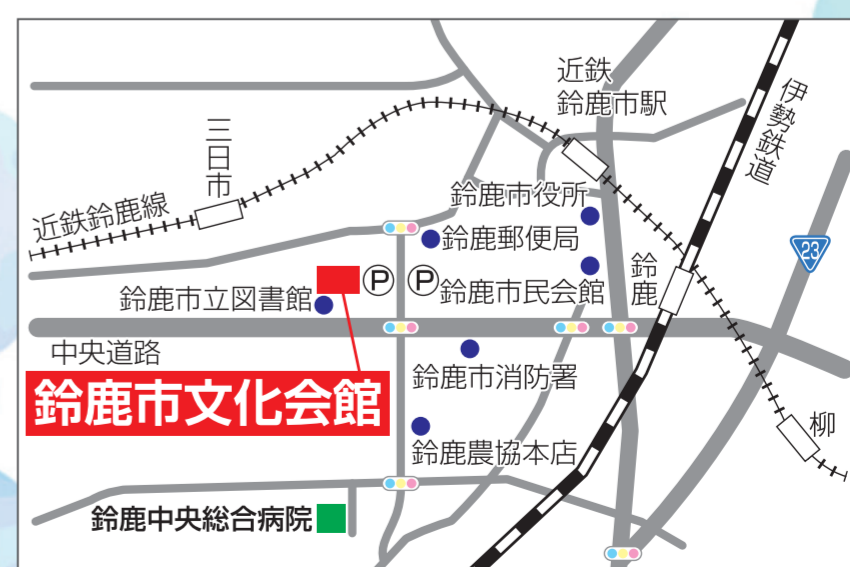 近鉄
鈴鹿市駅
伊勢鉄道
三日市
近鉄鈴鹿線
鈴鹿市役所
鈴鹿郵便局
23
鈴鹿
P
P
鈴鹿市民会館
鈴鹿市立図書館
中央道路
鈴鹿市文化会館
鈴鹿市消防署
柳
鈴鹿農協本店
鈴鹿中央総合病院